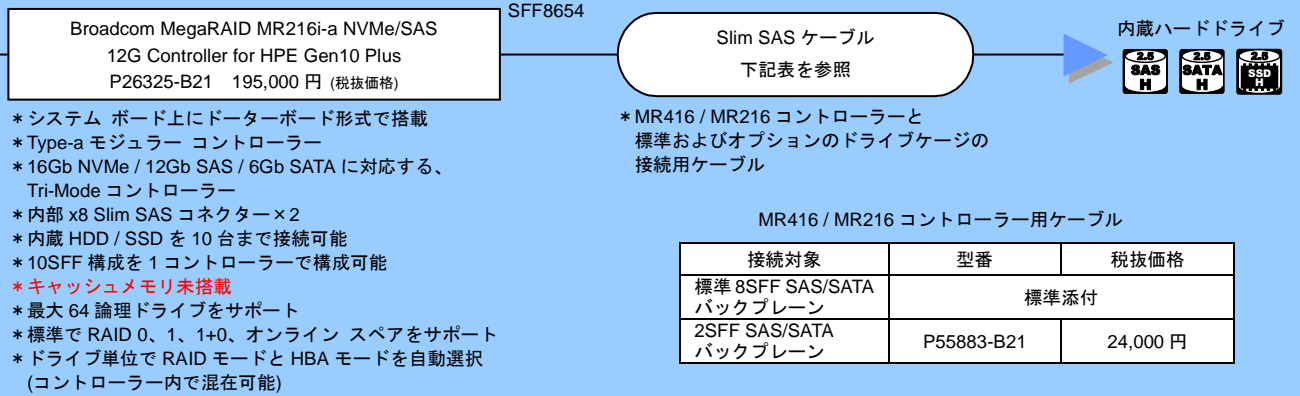 Broadcom MegaRAID MR216i-a NVMe/SAS
12G Controller for HPE Gen10 Plus
P26325-B21 195,000 円 (税抜価格)
SFF8654
Slim SAS ケーブル
下記表を参照
内蔵ハードドライブ
2.5
SAS
H
2.5
SATA
H
2.5
SSD
H
＊システム ボード上にドーターボード形式で搭載
＊Type-a モジュラー コントローラー
＊16Gb NVMe / 12Gb SAS / 6Gb SATA に対応する、
Tri-Mode コントローラー
＊内部 x8 Slim SAS コネクター×2
＊内蔵 HDD / SSD を 10 台まで接続可能
＊10SFF 構成を 1 コントローラーで構成可能
＊キャッシュメモリ未搭載
＊最大 64 論理ドライブをサポート
＊標準で RAID 0、1、1+0、オンライン スペアをサポート
＊ドライブ単位で RAID モードと HBA モードを自動選択
(コントローラー内で混在可能)
＊MR416 / MR216 コントローラーと
標準およびオプションのドライブケージの
接続用ケーブル
MR416 / MR216 コントローラー用ケーブル
接続対象 型番 税抜価格
標準 8SFF SAS/SATA
バックプレーン 標準添付
2SFF SAS/SATA
バックプレーン P55883-B21 24,000 円